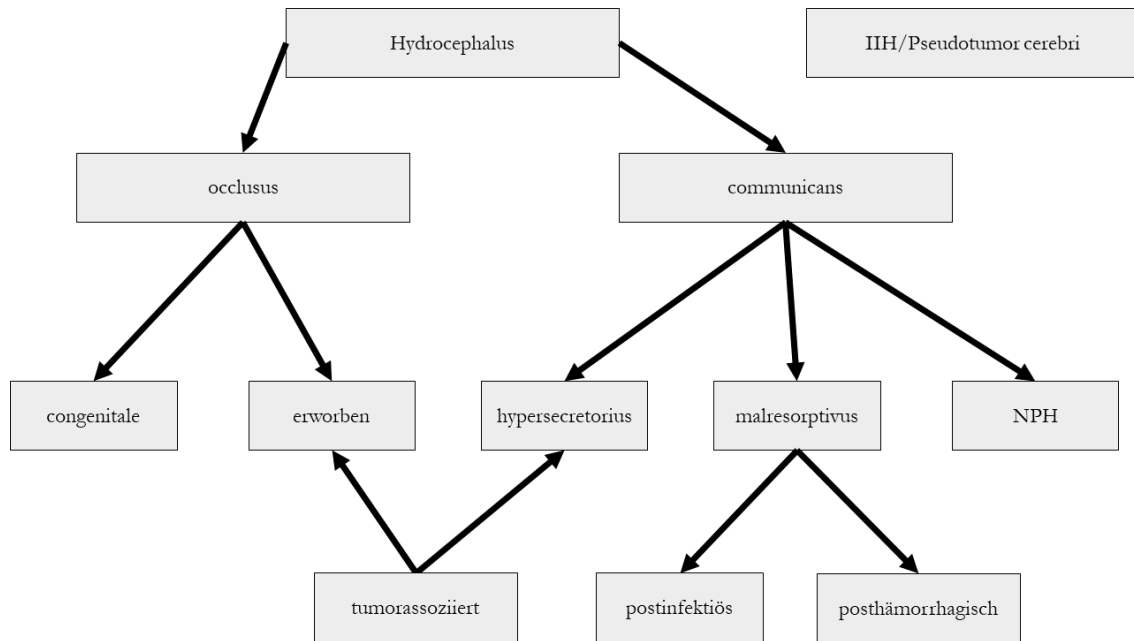 Hydrocephalus
IIH/Pseudotumor cerebri
occlusus
communicans
congenitale
erworben
hypersecretorius
malresorptivus
NPH
tumorassoziiert
postinfektiös
posthämorrhagisch